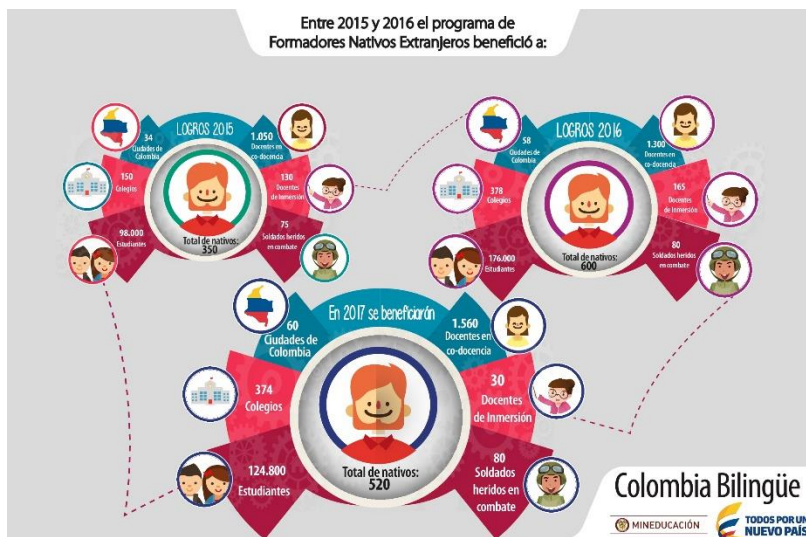 Entre 2015 y 2016 el programa de
Formadores Nativos Extranjeros benefició a:
LOGROS 2015
34
Ciudades de
Colombia
150
Colegios
98.000
Estudiantes
1.050
Docentes en
co-docencia
130
Docentes
de Inmersión
75
Soldados heridos
en combate
Total de nativos:
350
LOGROS 2016
58
Ciudades de
Colombia
378
Colegios
176.000
Estudiantes
1.300
Docentes en
co-docencia
165
Docentes
de Inmersión
80
Soldados heridos
en combate
Total de nativos:
600
En 2017 se beneficiarán
60
Ciudades de
Colombia
374
Colegios
124.800
Estudiantes
1.560
Docentes en
co-docencia
30
Docentes
de Inmersión
80
Soldados
heridos en
combate
Total de nativos:
520
Colombia Bilingüe
MINEDUCACIÓN
TODOS POR UN
NUEVO PAÍS